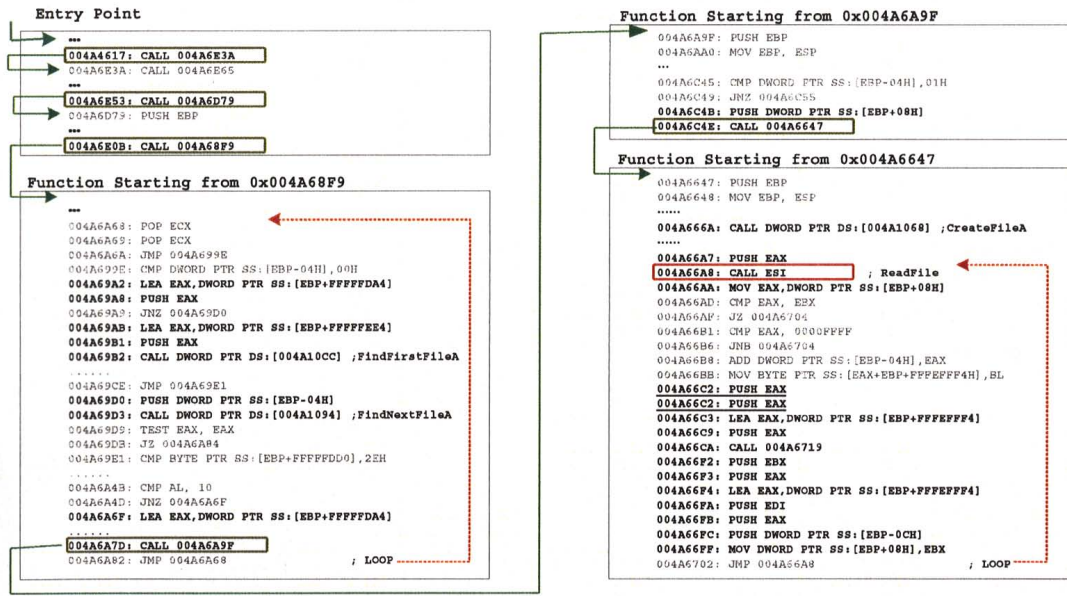 Entry Point
...
004A4617: CALL 004A6E3A
004A6E3A: CALL 004A6E65
...
004A6E53: CALL 004A6D79
004A6D79: PUSH EBP
...
004A6E0B: CALL 004A68F9
Function Starting from 0x004A68F9
...
004A6A68: POP ECX
004A6A69: POP ECX
004A6A6A: JMP 004A699E
004A699E: CMP DWORD PTR SS:[EBP-04H],00H
004A69A2: LEA EAX,DWORD PTR SS:[EBP+FFFFFDA4]
004A69A8: PUSH EAX
004A69A9: JNZ 004A69D0
004A69AB: LEA EAX,DWORD PTR SS:[EBP+FFFFFEE4]
004A69B1: PUSH EAX
004A69B2: CALL DWORD PTR DS:[004A10CC] ;FindFirstFileA
......
004A69CE: JMP 004A69E1
004A69D0: PUSH DWORD PTR SS:[EBP-04H]
004A69D3: CALL DWORD PTR DS:[004A1094] ;FindNextFileA
004A69D9: TEST EAX, EAX
004A69DB: JZ 004A6A84
004A69E1: CMP BYTE PTR SS:[EBP+FFFFFDD0],2EH
......
004A6A4B: CMP AL, 10
004A6A4D: JNZ 004A6A6F
004A6A6F: LEA EAX,DWORD PTR SS:[EBP+FFFFFDA4]
......
004A6A7D: CALL 004A6A9F
004A6A82: JMP 004A6A68 ; LOOP
Function Starting from 0x004A6A9F
004A6A9F: PUSH EBP
004A6AA0: MOV EBP, ESP
...
004A6C45: CMP DWORD PTR SS:[EBP-04H],01H
004A6C49: JNZ 004A6C55
004A6C4B: PUSH DWORD PTR SS:[EBP+08H]
004A6C4E: CALL 004A6647
Function Starting from 0x004A6647
004A6647: PUSH EBP
004A6648: MOV EBP, ESP
......
004A666A: CALL DWORD PTR DS:[004A1068] ;CreateFileA
......
004A66A7: PUSH EAX
004A66A8: CALL ESI ; ReadFile
004A66AA: MOV EAX,DWORD PTR SS:[EBP+08H]
004A66AD: CMP EAX, EBX
004A66AF: JZ 004A6704
004A66B1: CMP EAX, 0000FFFF
004A66B6: JNB 004A6704
004A66B8: ADD DWORD PTR SS:[EBP-04H],EAX
004A66BB: MOV BYTE PTR SS:[EAX+EBP+FFFEFFF4H],BL
004A66C2: PUSH EAX
004A66C2: PUSH EAX
004A66C3: LEA EAX,DWORD PTR SS:[EBP+FFFEFFF4]
004A66C9: PUSH EAX
004A66CA: CALL 004A6719
004A66F2: PUSH EBX
004A66F3: PUSH EAX
004A66F4: LEA EAX,DWORD PTR SS:[EBP+FFFEFFF4]
004A66FA: PUSH EDI
004A66FB: PUSH EAX
004A66FC: PUSH DWORD PTR SS:[EBP-0CH]
004A66FF: MOV DWORD PTR SS:[EBP+08H],EBX
004A6702: JMP 004A66A8 ; LOOP